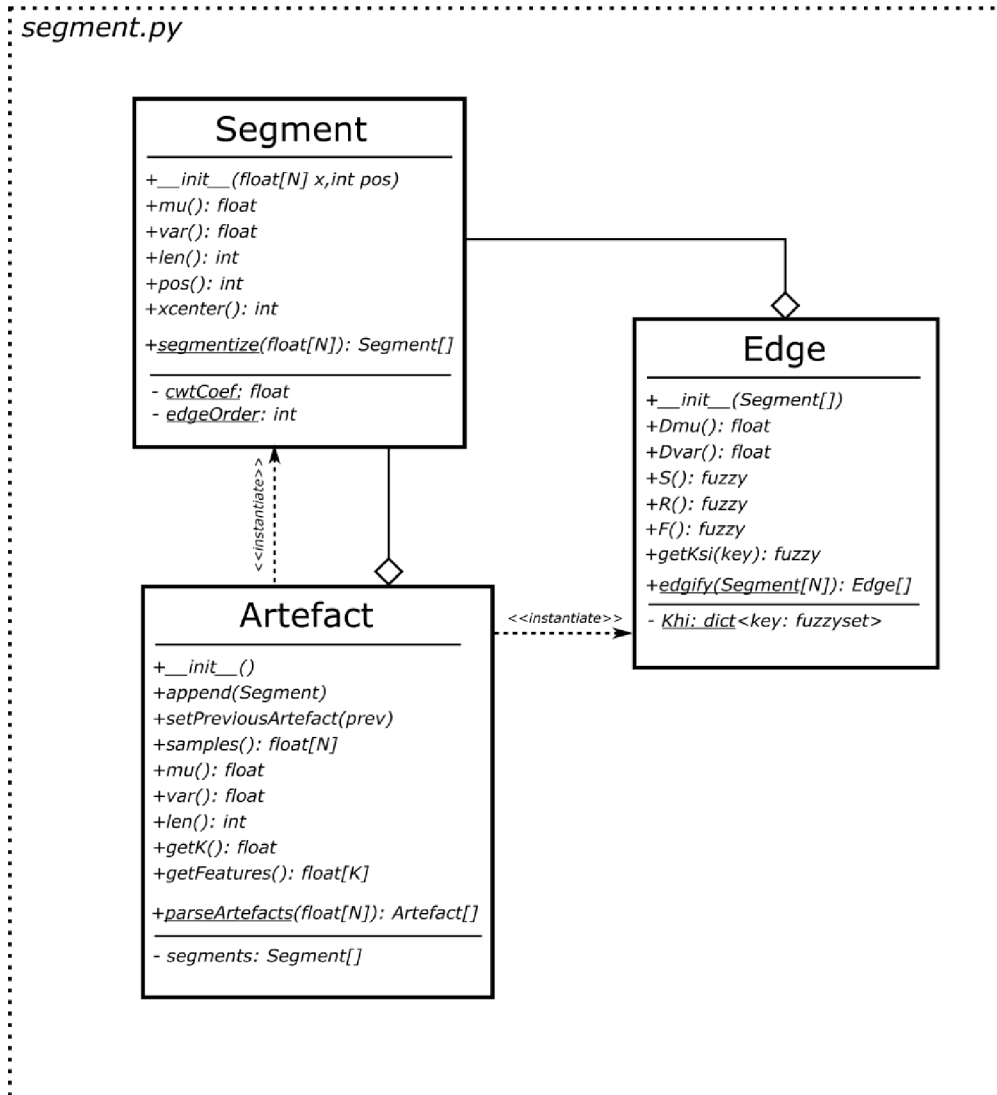 segment.py
Segment
+__init__(float[N] x,int pos)
+mu(): float
+var(): float
+len(): int
+pos(): int
+xcenter(): int
+segmentize(float[N]): Segment[]
- cwtCoef: float
- edgeOrder: int
Edge
+__init__(Segment[])
+Dmu(): float
+Dvar(): float
+S(): fuzzy
+R(): fuzzy
+F(): fuzzy
+getKsi(key): fuzzy
+edgify(Segment[N]): Edge[]
- Khi: dict<key: fuzzyset>
<<instantiate>>
<<instantiate>>
Artefact
+__init__()
+append(Segment)
+setPreviousArtefact(prev)
+samples(): float[N]
+mu(): float
+var(): float
+len(): int
+getK(): float
+getFeatures(): float[K]
+parseArtefacts(float[N]): Artefact[]
- segments: Segment[]